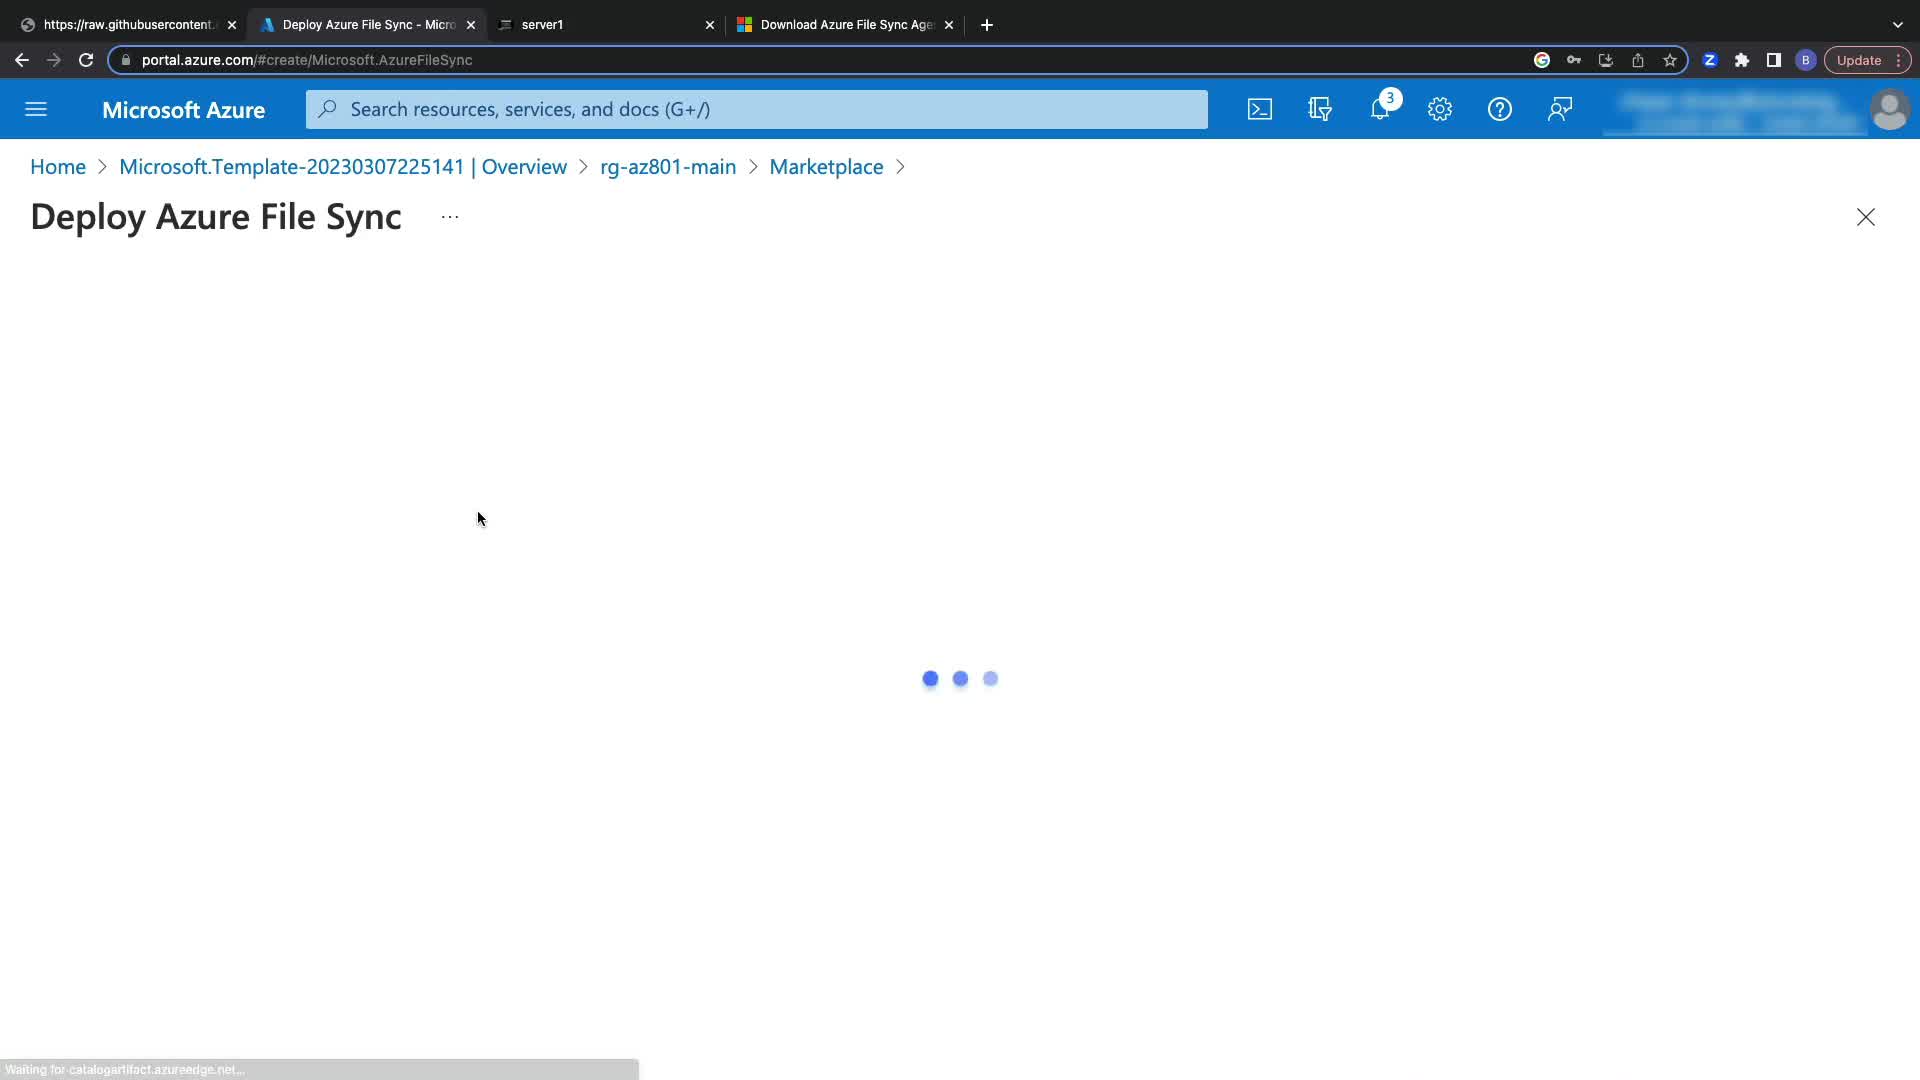 https://raw.githubusercontent.
Deploy Azure File Sync - Micro
server1
Download Azure File Sync Age
portal.azure.com/#create/Microsoft.AzureFileSync
B
Update
Microsoft Azure
Search resources, services, and docs (G+/)
3
Home > Microsoft.Template-20230307225141 | Overview > rg-az801-main > Marketplace >
Deploy Azure File Sync ...
Waiting for catalogartifact.azureedge.net...